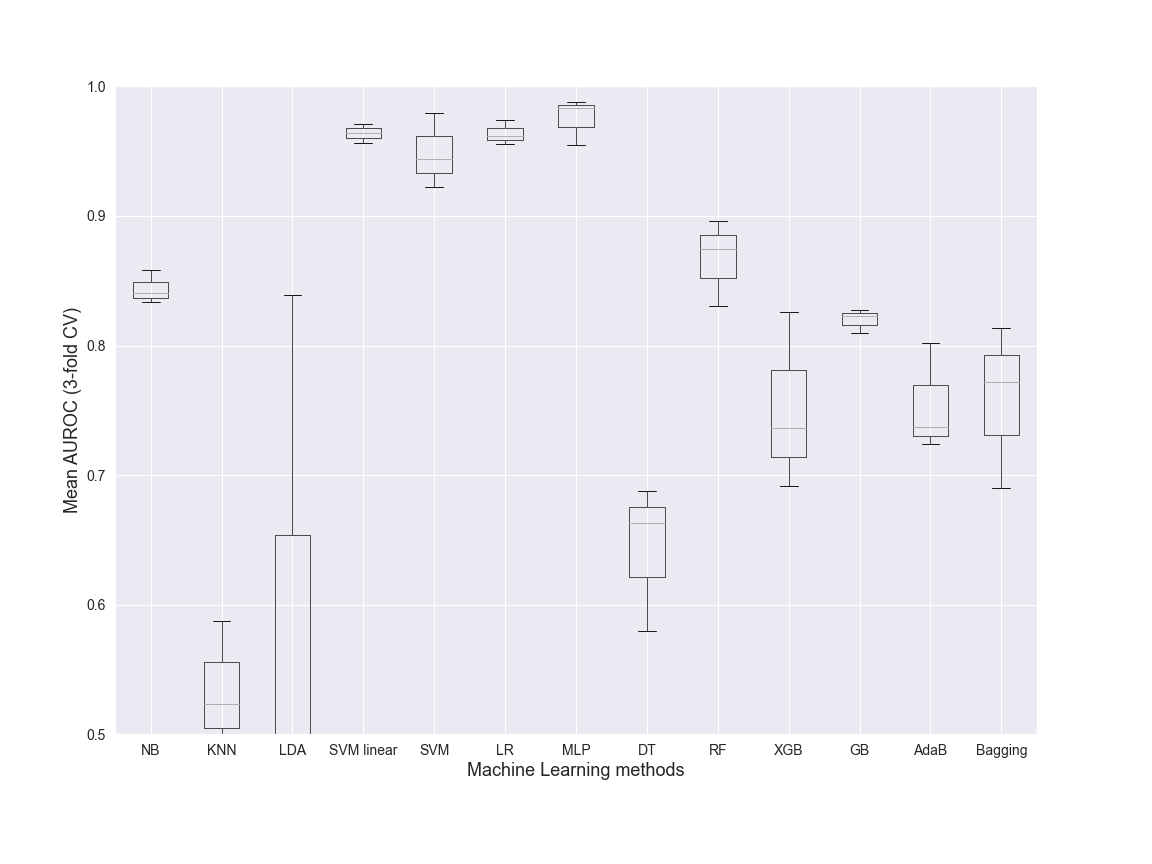 1.0
0.9
0.8
0.7
0.6
0.5
Mean AUROC (3-fold CV)
NB KNN LDA SVM linear SVM LR MLP DT RF XGB GB AdaB Bagging
Machine Learning methods